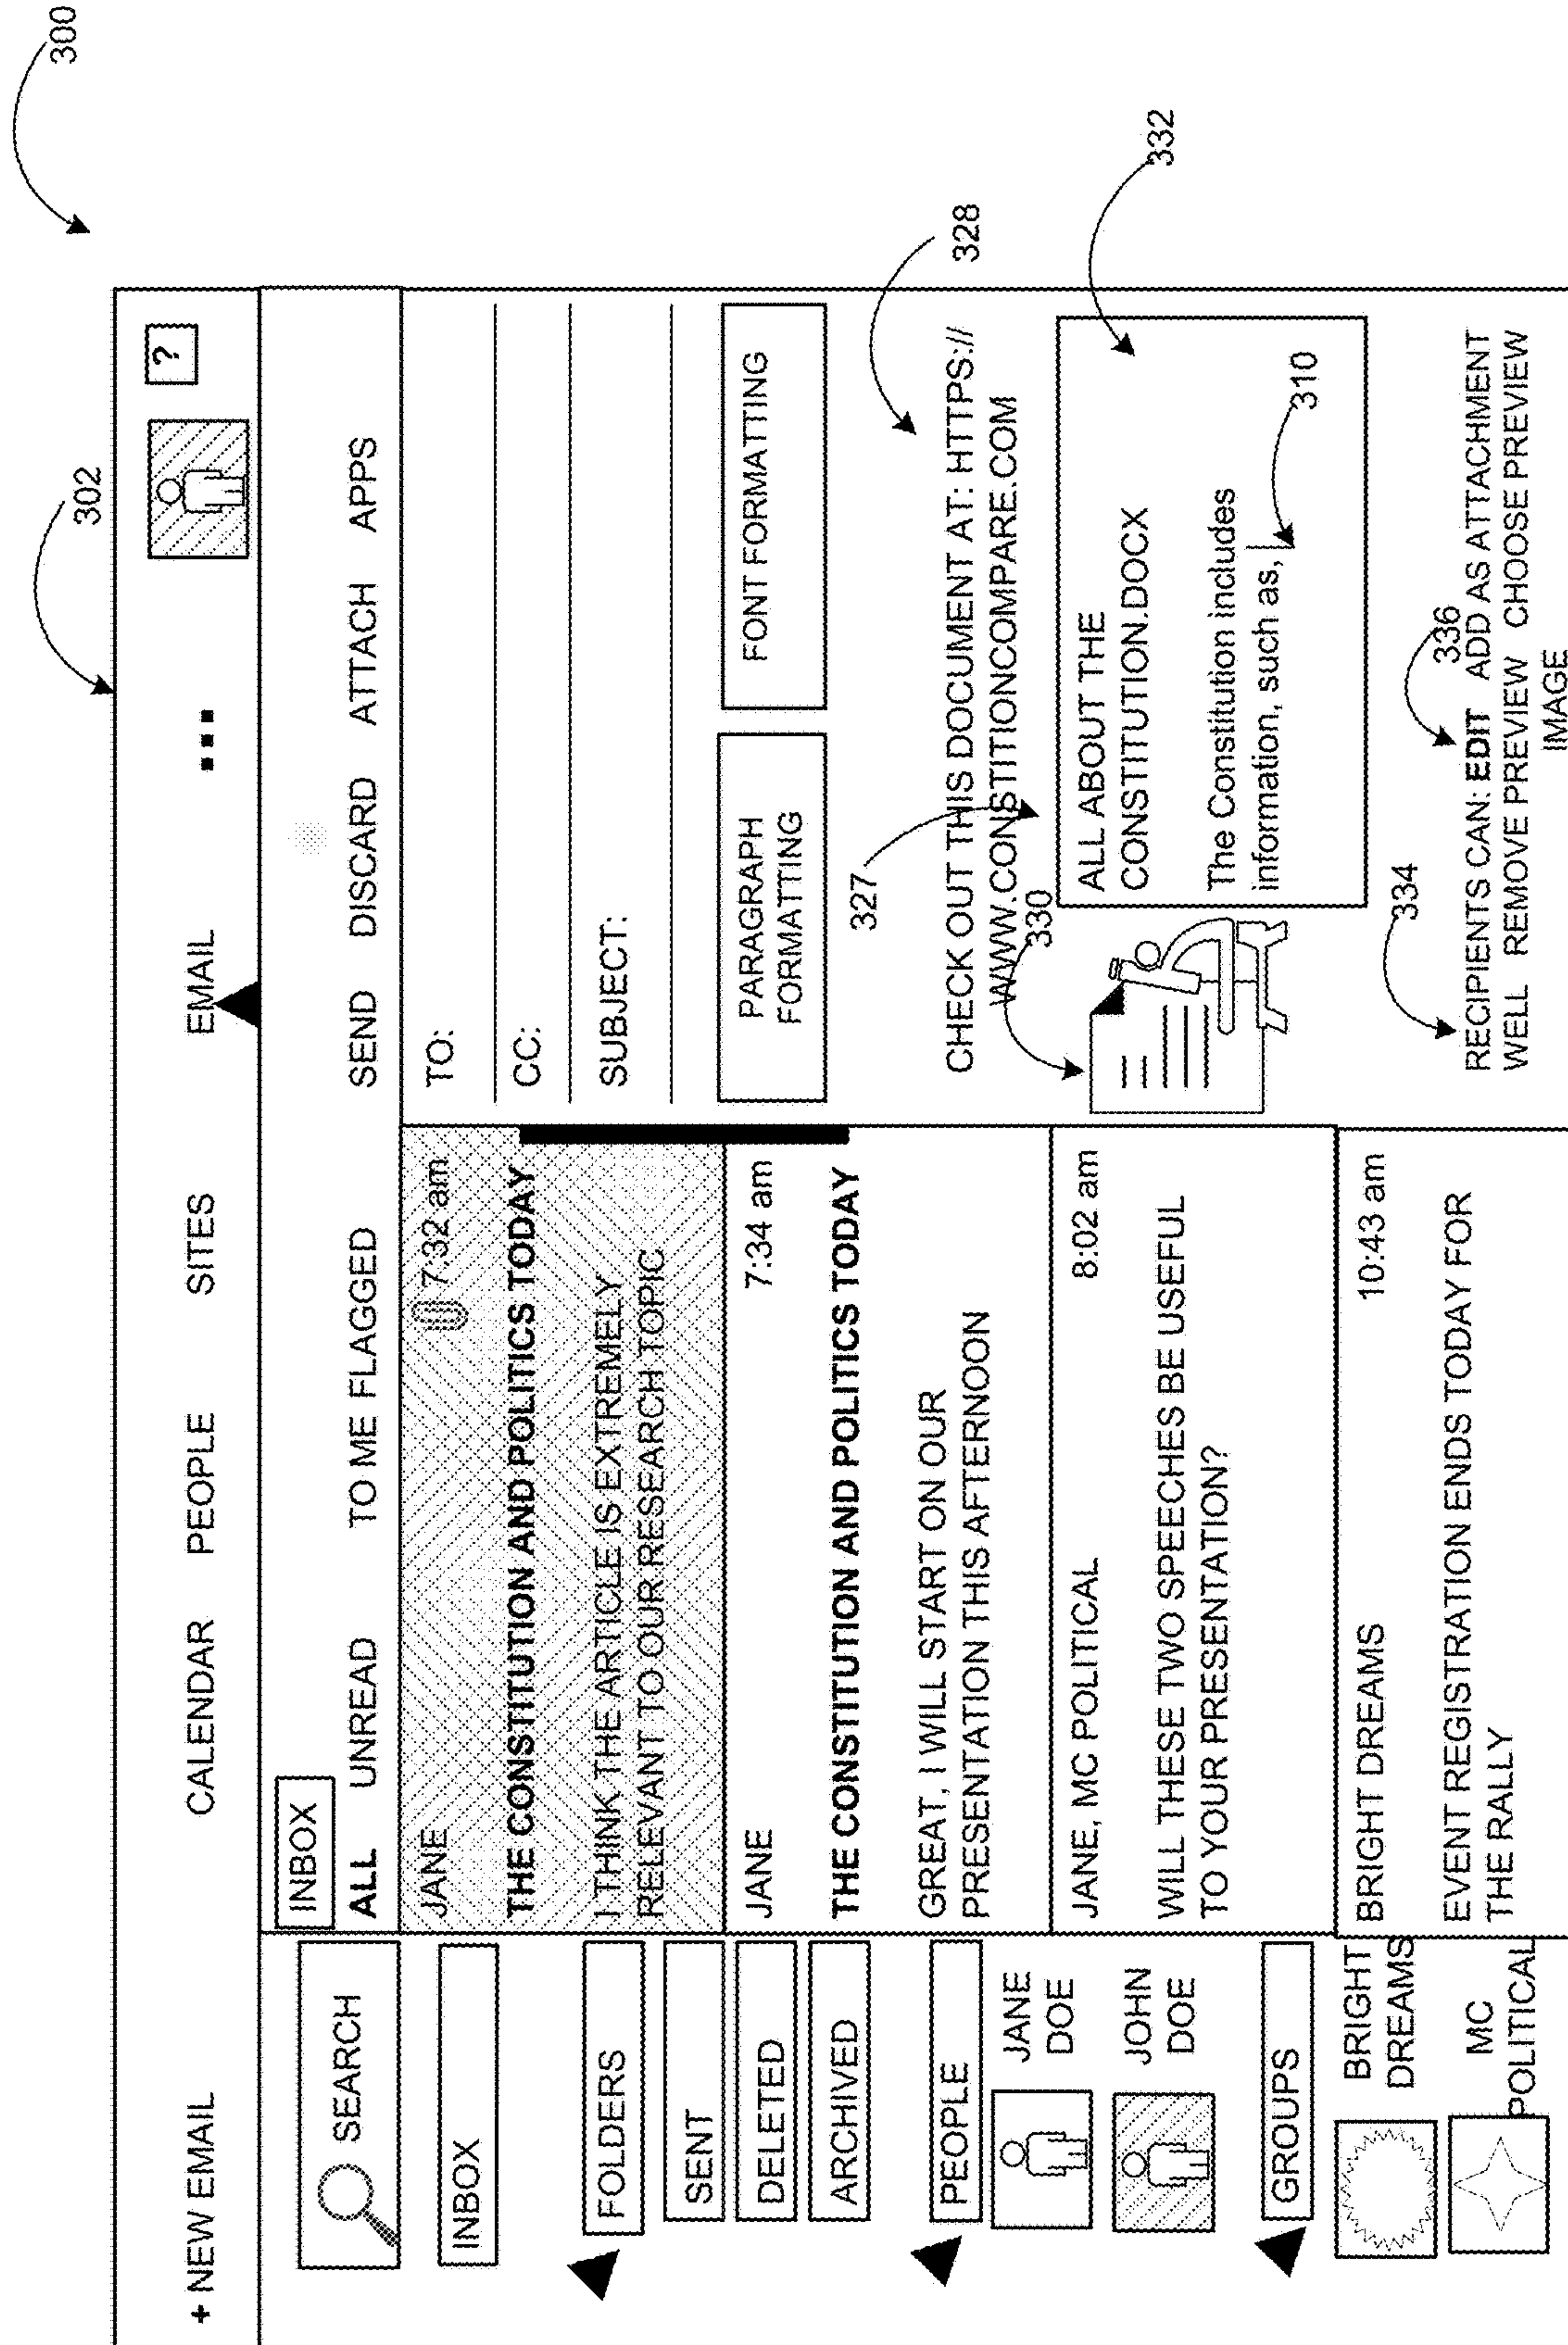 300
302
+ NEW EMAIL
CALENDAR
PEOPLE
SITES
EMAIL
...
?
SEARCH
INBOX
FOLDERS
SENT
DELETED
ARCHIVED
PEOPLE
JANE
DOE
JOHN
DOE
GROUPS
BRIGHT
DREAMS
MC
POLITICAL
INBOX
ALL UNREAD TO ME FLAGGED
JANE 7:32 am
THE CONSTITUTION AND POLITICS TODAY
I THINK THE ARTICLE IS EXTREMELY
RELEVANT TO OUR RESEARCH TOPIC
JANE 7:34 am
THE CONSTITUTION AND POLITICS TODAY
GREAT, I WILL START ON OUR
PRESENTATION THIS AFTERNOON
JANE, MC POLITICAL 8:02 am
WILL THESE TWO SPEECHES BE USEFUL
TO YOUR PRESENTATION?
BRIGHT DREAMS 10:43 am
EVENT REGISTRATION ENDS TODAY FOR
THE RALLY
SEND DISCARD ATTACH APPS
TO:
CC:
SUBJECT:
PARAGRAPH
FORMATTING
FONT FORMATTING
327
328
CHECK OUT THIS DOCUMENT AT: HTTPS://
WWW.CONSTITIONCOMPARE.COM
330
332
ALL ABOUT THE
CONSTITUTION.DOCX
The Constitution includes
information, such as,
310
334
336
RECIPIENTS CAN: EDIT ADD AS ATTACHMENT
WELL REMOVE PREVIEW CHOOSE PREVIEW
IMAGE